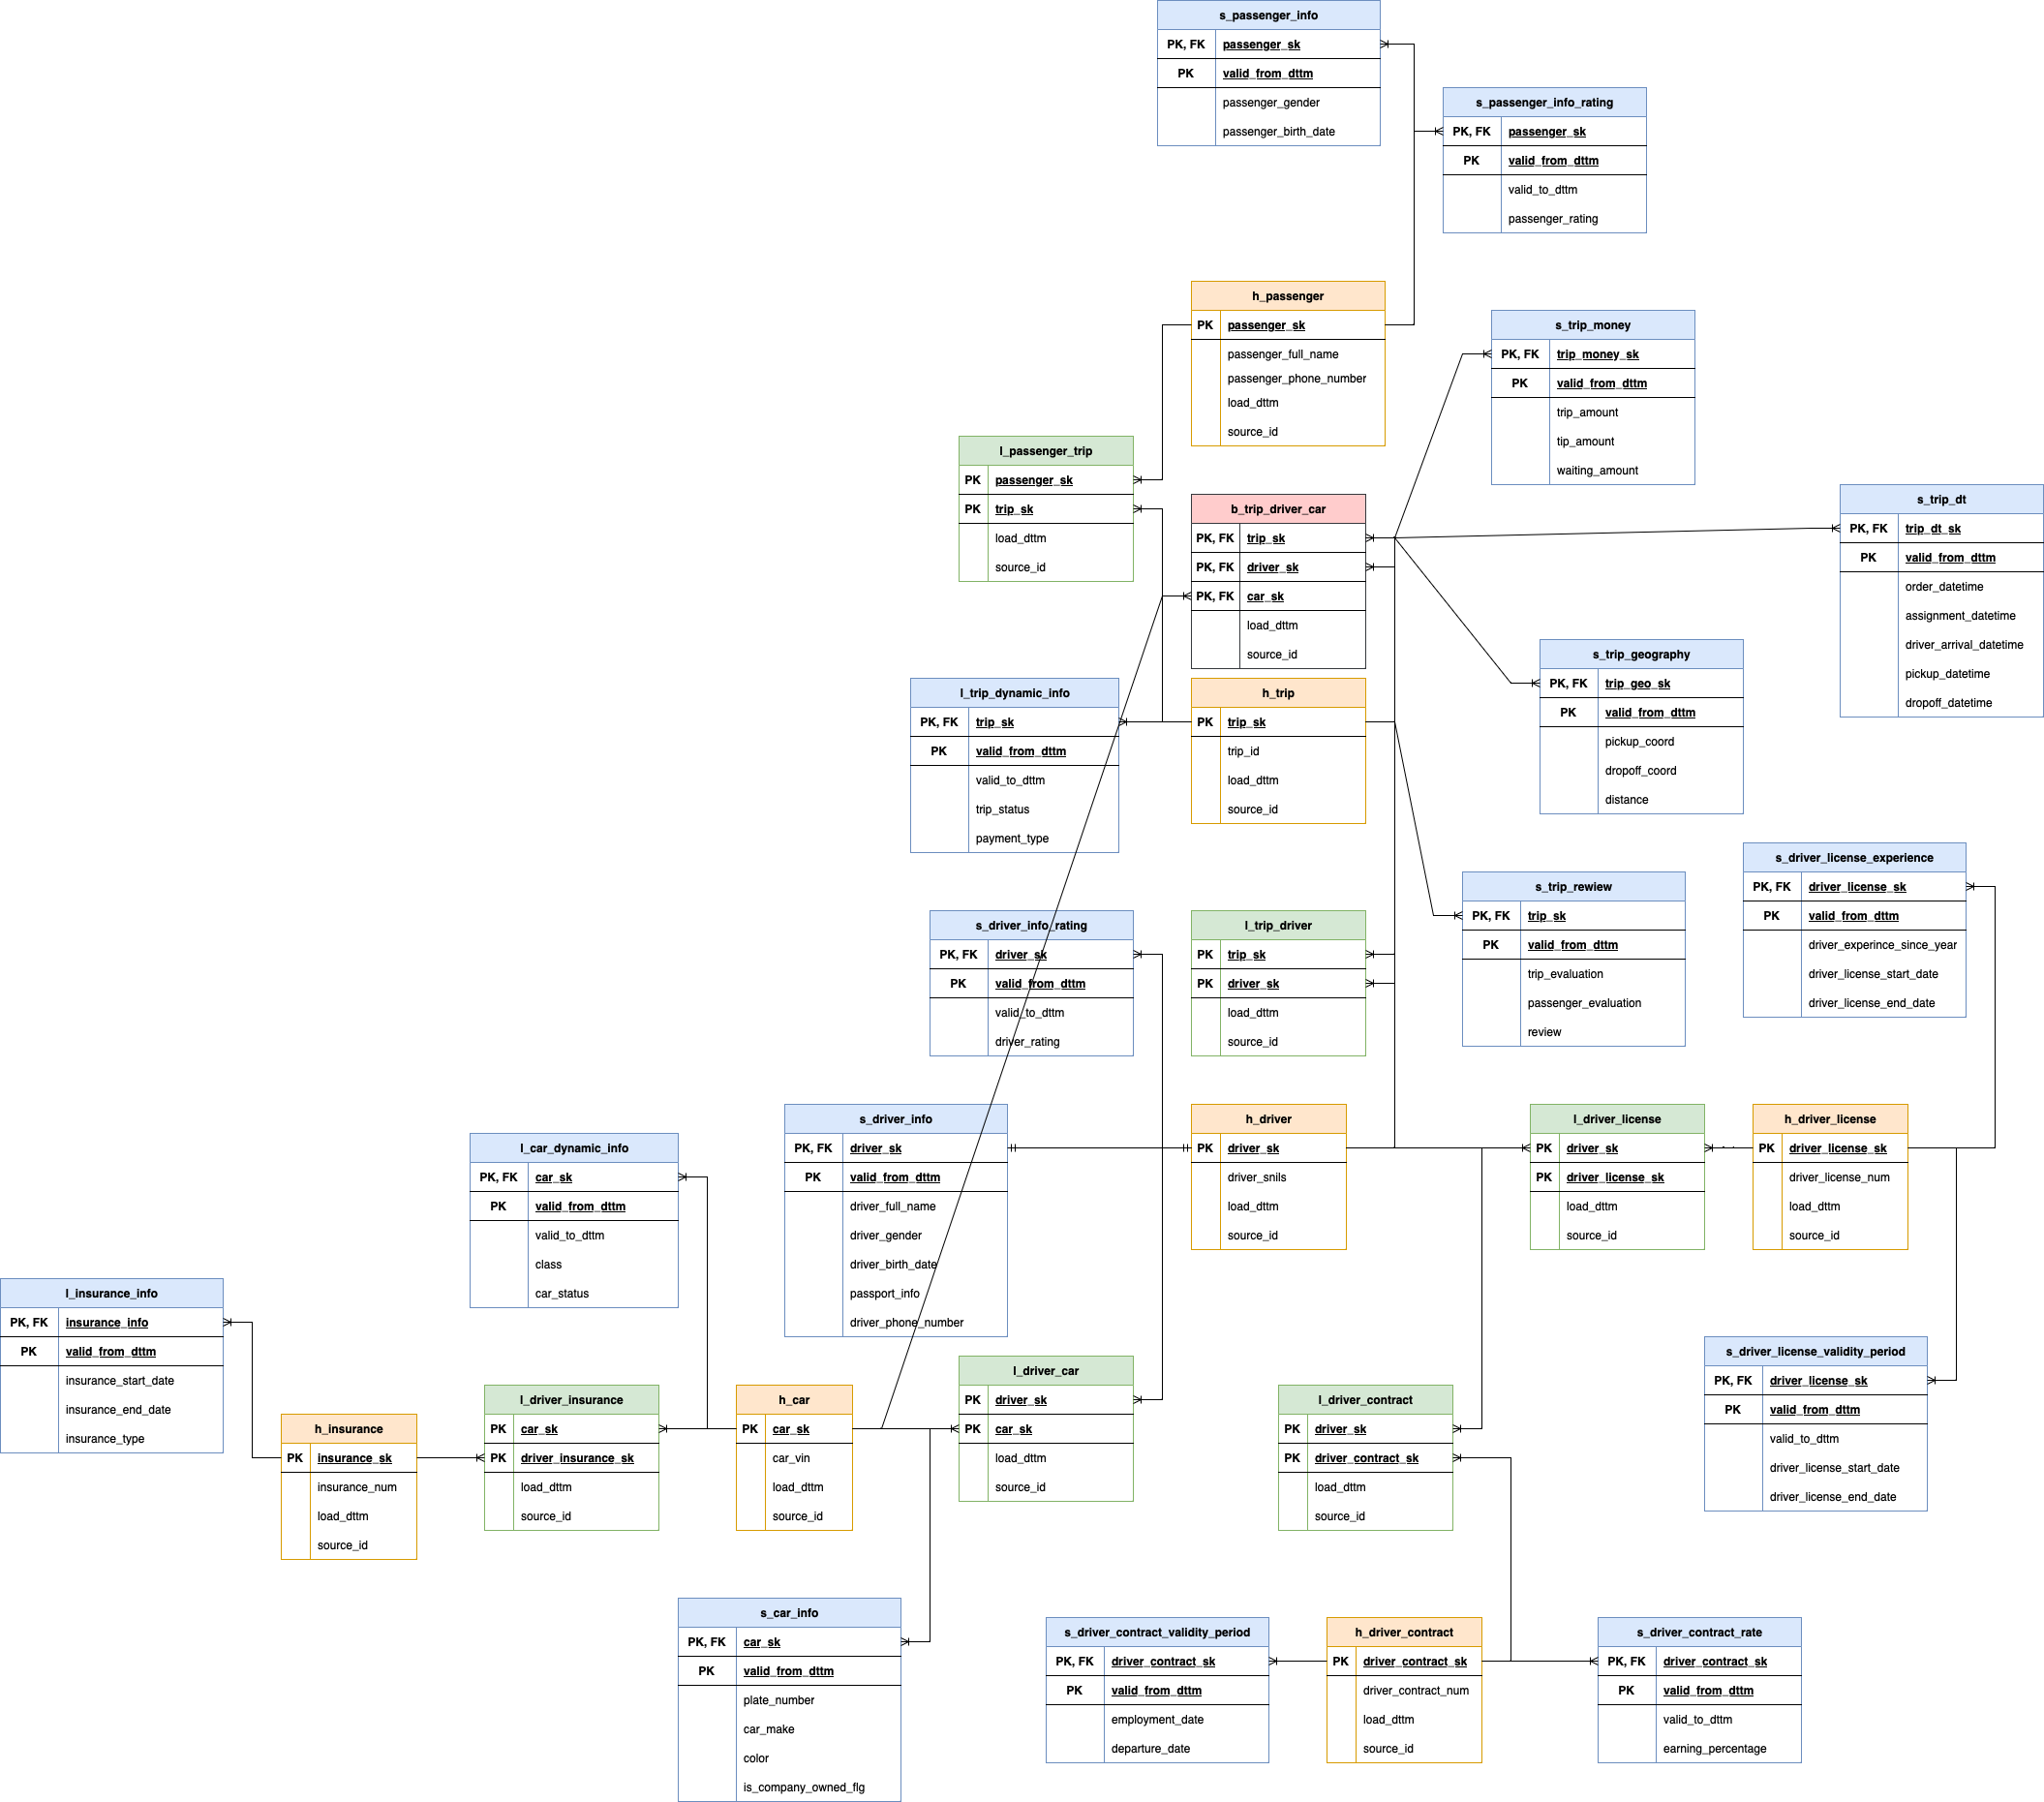 s_passenger_info
PK, FK passenger_sk
PK valid_from_dttm
passenger_gender
passenger_birth_date
s_passenger_info_rating
PK, FK passenger_sk
PK valid_from_dttm
valid_to_dttm
passenger_rating
h_passenger
PK passenger_sk
passenger_full_name
passenger_phone_number
load_dttm
source_id
s_trip_money
PK, FK trip_money_sk
PK valid_from_dttm
trip_amount
tip_amount
waiting_amount
l_passenger_trip
PK passenger_sk
PK trip_sk
load_dttm
source_id
b_trip_driver_car
PK, FK trip_sk
PK, FK driver_sk
PK, FK car_sk
load_dttm
source_id
s_trip_dt
PK, FK trip_dt_sk
PK valid_from_dttm
order_datetime
assignment_datetime
driver_arrival_datetime
pickup_datetime
dropoff_datetime
s_trip_geography
PK, FK trip_geo_sk
PK valid_from_dttm
pickup_coord
dropoff_coord
distance
l_trip_dynamic_info
PK, FK trip_sk
PK valid_from_dttm
valid_to_dttm
trip_status
payment_type
h_trip
PK trip_sk
trip_id
load_dttm
source_id
s_driver_license_experience
PK, FK driver_license_sk
PK valid_from_dttm
driver_experince_since_year
driver_license_start_date
driver_license_end_date
s_trip_rewiew
PK, FK trip_sk
PK valid_from_dttm
trip_evaluation
passenger_evaluation
review
s_driver_info_rating
PK, FK driver_sk
PK valid_from_dttm
valid_to_dttm
driver_rating
l_trip_driver
PK trip_sk
PK driver_sk
load_dttm
source_id
s_driver_info
PK, FK driver_sk
PK valid_from_dttm
driver_full_name
driver_gender
driver_birth_date
passport_info
driver_phone_number
h_driver
PK driver_sk
driver_snils
load_dttm
source_id
l_driver_license
PK driver_sk
PK driver_license_sk
load_dttm
source_id
h_driver_license
PK driver_license_sk
driver_license_num
load_dttm
source_id
l_car_dynamic_info
PK, FK car_sk
PK valid_from_dttm
valid_to_dttm
class
car_status
l_insurance_info
PK, FK insurance_info
PK valid_from_dttm
insurance_start_date
insurance_end_date
insurance_type
h_insurance
PK insurance_sk
insurance_num
load_dttm
source_id
l_driver_insurance
PK car_sk
PK driver_insurance_sk
load_dttm
source_id
h_car
PK car_sk
car_vin
load_dttm
source_id
l_driver_car
PK driver_sk
PK car_sk
load_dttm
source_id
l_driver_contract
PK driver_sk
PK driver_contract_sk
load_dttm
source_id
s_driver_license_validity_period
PK, FK driver_license_sk
PK valid_from_dttm
valid_to_dttm
driver_license_start_date
driver_license_end_date
s_car_info
PK, FK car_sk
PK valid_from_dttm
plate_number
car_make
color
is_company_owned_flg
s_driver_contract_validity_period
PK, FK driver_contract_sk
PK valid_from_dttm
employment_date
departure_date
h_driver_contract
PK driver_contract_sk
driver_contract_num
load_dttm
source_id
s_driver_contract_rate
PK, FK driver_contract_sk
PK valid_from_dttm
valid_to_dttm
earning_percentage